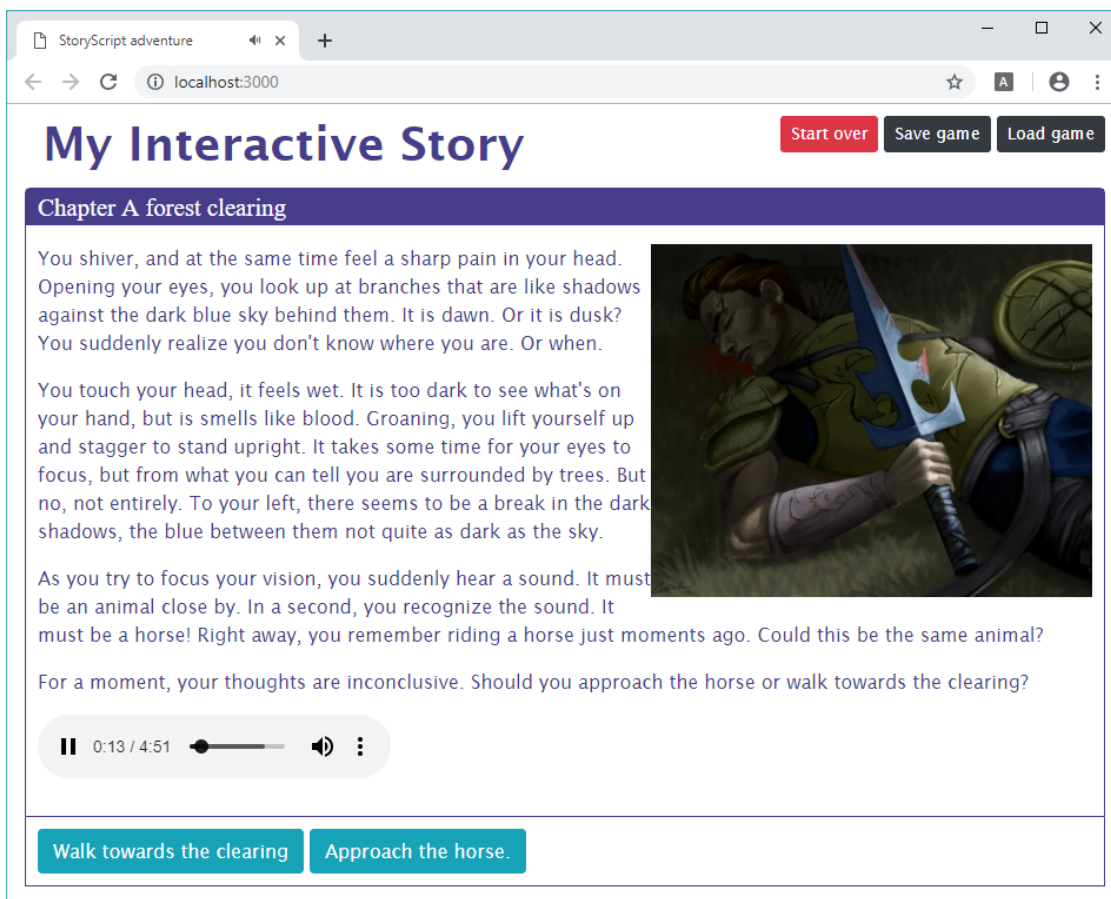 StoryScript adventure
localhost:3000
A
My Interactive Story
Start over
Save game
Load game
Chapter A forest clearing
You shiver, and at the same time feel a sharp pain in your head.
Opening your eyes, you look up at branches that are like shadows
against the dark blue sky behind them. It is dawn. Or it is dusk?
You suddenly realize you don't know where you are. Or when.
You touch your head, it feels wet. It is too dark to see what's on
your hand, but is smells like blood. Groaning, you lift yourself up
and stagger to stand upright. It takes some time for your eyes to
focus, but from what you can tell you are surrounded by trees. But
no, not entirely. To your left, there seems to be a break in the dark
shadows, the blue between them not quite as dark as the sky.
As you try to focus your vision, you suddenly hear a sound. It must
be an animal close by. In a second, you recognize the sound. It
must be a horse! Right away, you remember riding a horse just moments ago. Could this be the same animal?
For a moment, your thoughts are inconclusive. Should you approach the horse or walk towards the clearing?
0:13 / 4:51
Walk towards the clearing
Approach the horse.